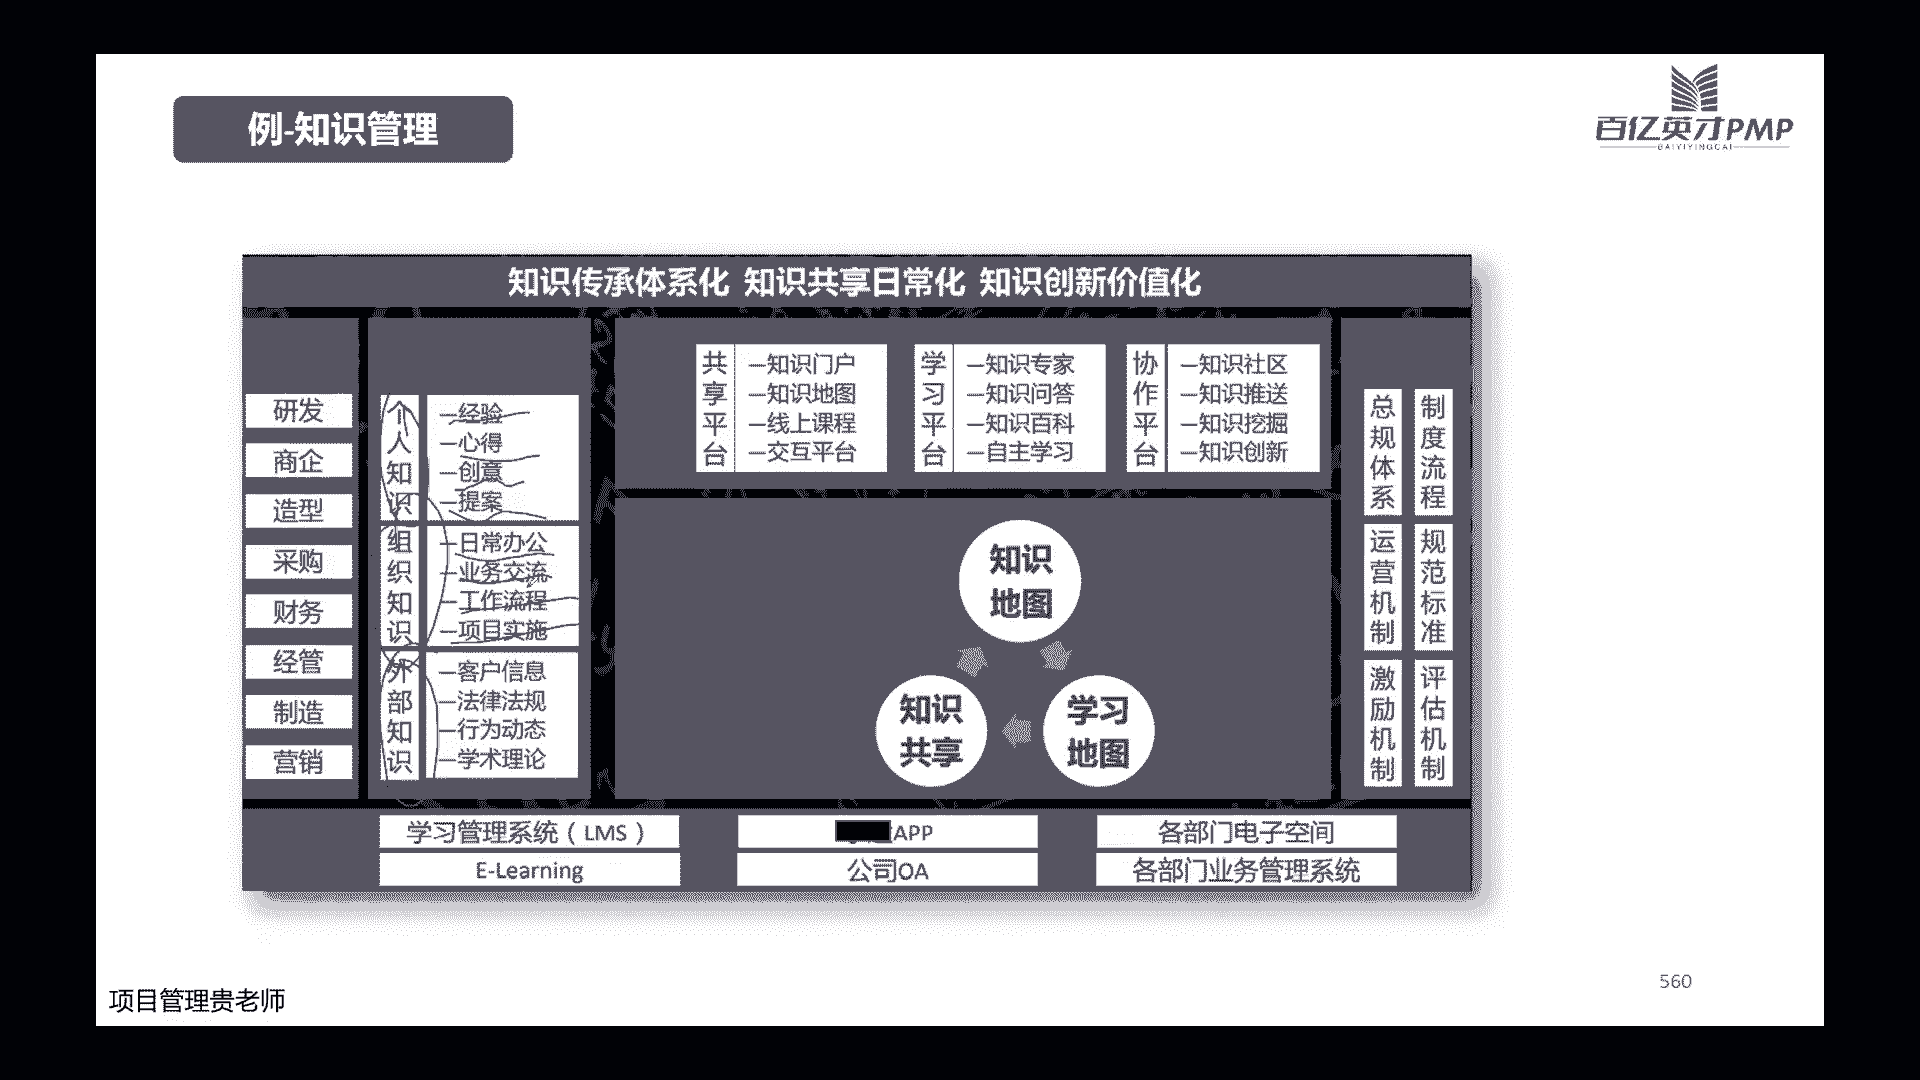 例-知识管理
百亿英才PMP
BAIYIYINGCAI
知识传承体系化 知识共享日常化 知识创新价值化
研发
商企
造型
采购
财务
经管
制造
营销
个人知识
—经验
—心得
—创意
—提案
组织知识
—日常办公
—业务交流
—工作流程
—项目实施
外部知识
—客户信息
—法律法规
—行为动态
—学术理论
共享平台
—知识门户
—知识地图
—线上课程
—交互平台
学习平台
—知识专家
—知识问答
—知识百科
—自主学习
协作平台
—知识社区
—知识推送
—知识挖掘
—知识创新
知识
地图
知识
共享
学习
地图
总规体系
制度流程
运营机制
规范标准
激励机制
评估机制
学习管理系统（LMS）
APP
各部门电子空间
E-Learning
公司OA
各部门业务管理系统
项目管理贵老师
560